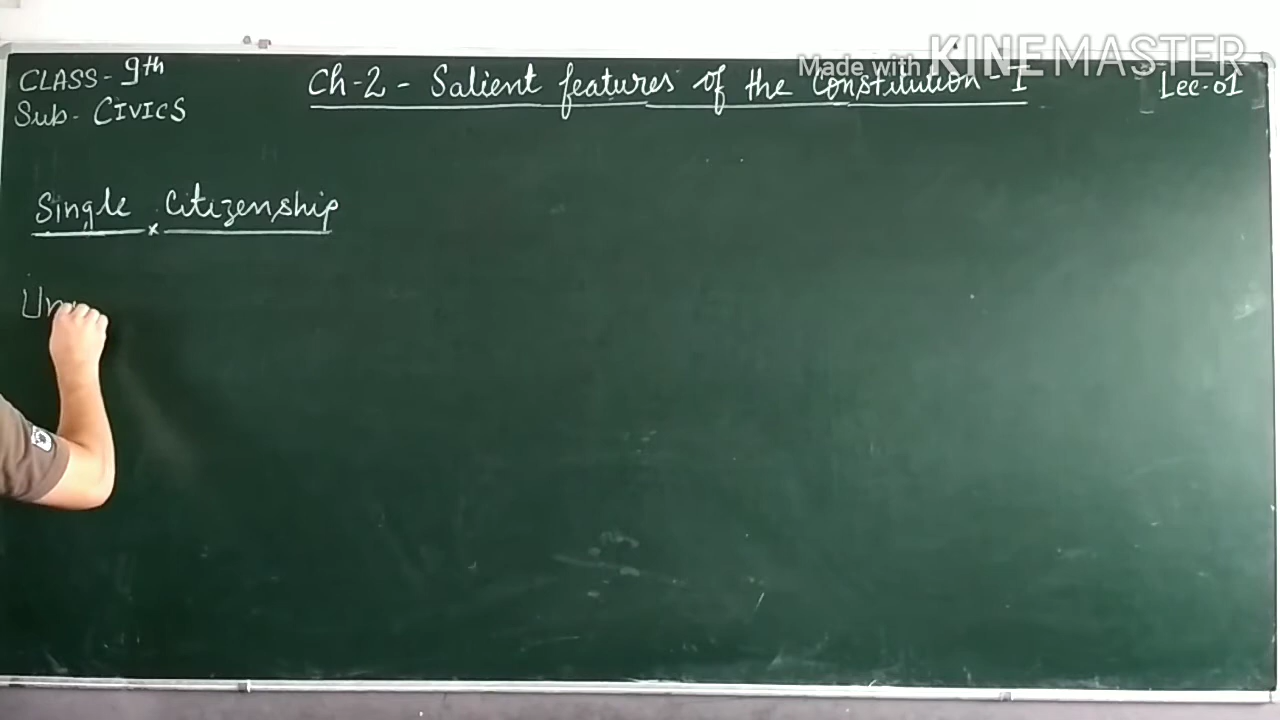 Made with KINEMASTER
CLASS- 9th
Ch-2 - Salient features of the Constitution - I
Lec-01
Sub- CIVICS
Single Citizenship